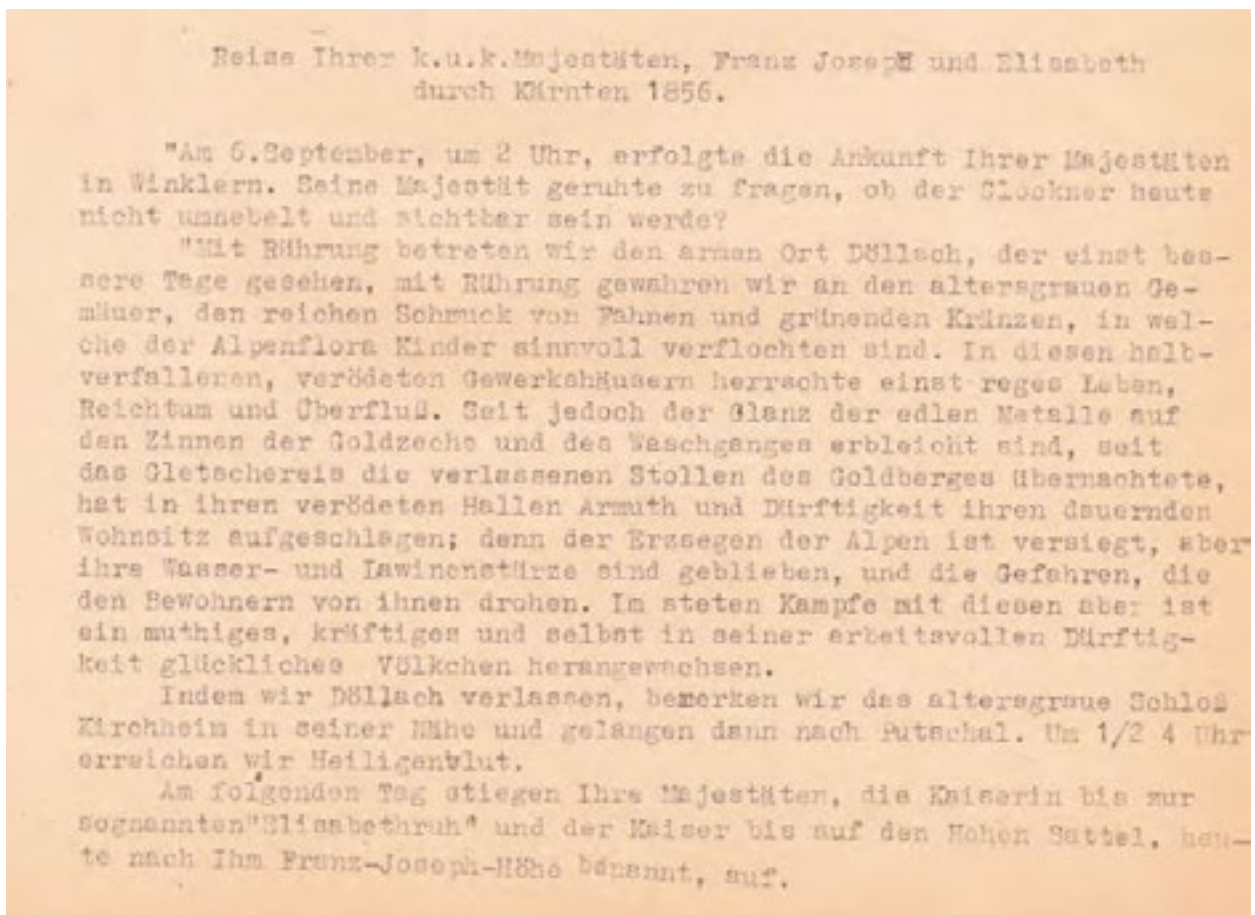 Reise Ihrer k.u.k.Majestäten, Franz Joseph und Elisabeth
durch Kärnten 1856.
"Am 6.September, um 2 Uhr, erfolgte die Ankunft Ihrer Majestäten
in Winklern. Seine Majestät geruhte zu fragen, ob der Glockner heute
nicht umnebelt und sichtbar sein werde?
"Mit Rührung betreten wir den armen Ort Döllach, der einst bes-
sere Tage gesehen, mit Rührung gewahren wir an den altersgrauen Ge-
mäuer, den reichen Schmuck von Fahnen und grünenden Kränzen, in wel-
che der Alpenflora Kinder sinnvoll verflochten sind. In diesen halb-
verfallenen, verödeten Gewerkshäusern herrschte einst reges Leben,
Reichtum und Überfluß. Seit jedoch der Glanz der edlen Metalle auf
den Zinnen der Goldzeche und des Waschganges erbleicht sind, seit
das Gletschereis die verlassenen Stollen des Goldberges übernachtete,
hat in ihren verödeten Hallen Armuth und Dürftigkeit ihren dauernden
Wohnsitz aufgeschlagen; denn der Erzsegen der Alpen ist versiegt, aber
ihre Wasser- und Lawinenstürze sind geblieben, und die Gefahren, die
den Bewohnern von ihnen drohen. Im steten Kampfe mit diesen aber ist
ein muthiges, kräftiges und selbst in seiner arbeitsvollen Dürftig-
keit glückliches Völkchen herangewachsen.
Indem wir Döllach verlassen, bemerken wir das altersgraue Schloß
Kirchheim in seiner Nähe und gelangen dann nach Putschal. Um 1/2 4 Uhr
erreichen wir Heiligenblut.
Am folgenden Tag stiegen Ihre Majestäten, die Kaiserin bis zur
sognannten"Elisabethruh" und der Kaiser bis auf den Hohen Sattel, heu-
te nach Ihm Franz-Joseph-Höhe benannt, auf.